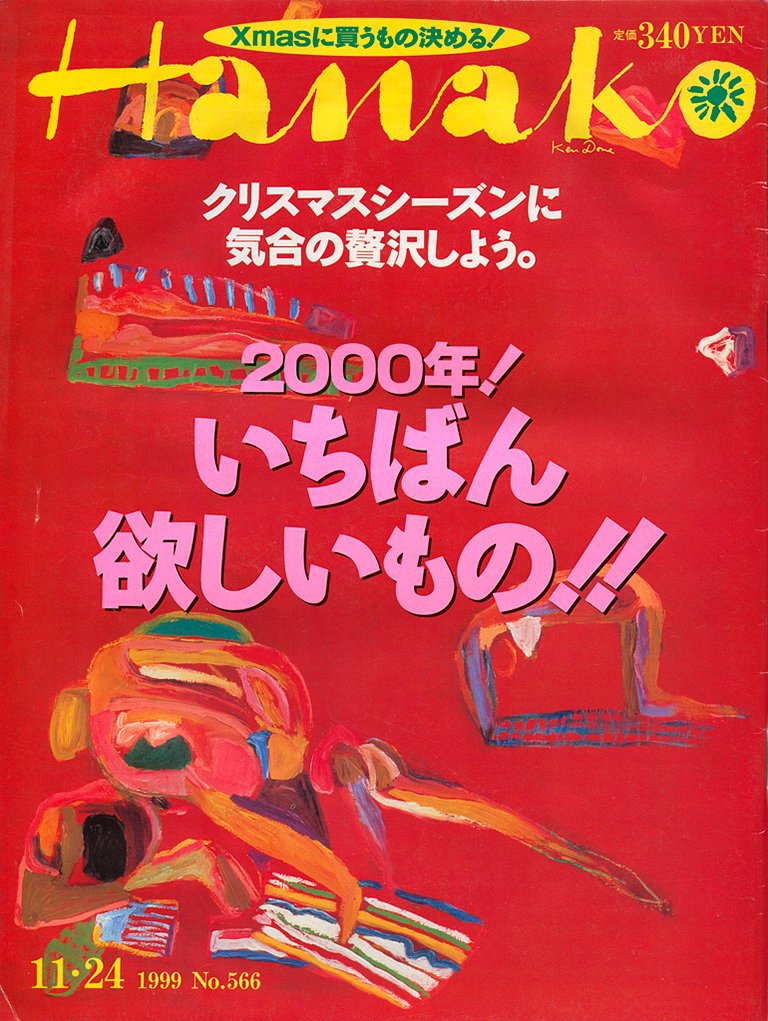 Xmasに買うもの決める!
定価340YEN
Hanako
Ken Done
クリスマスシーズンに
気合の贅沢しよう。
2000年!
いちばん
欲しいもの!!
11・24 1999 No.566